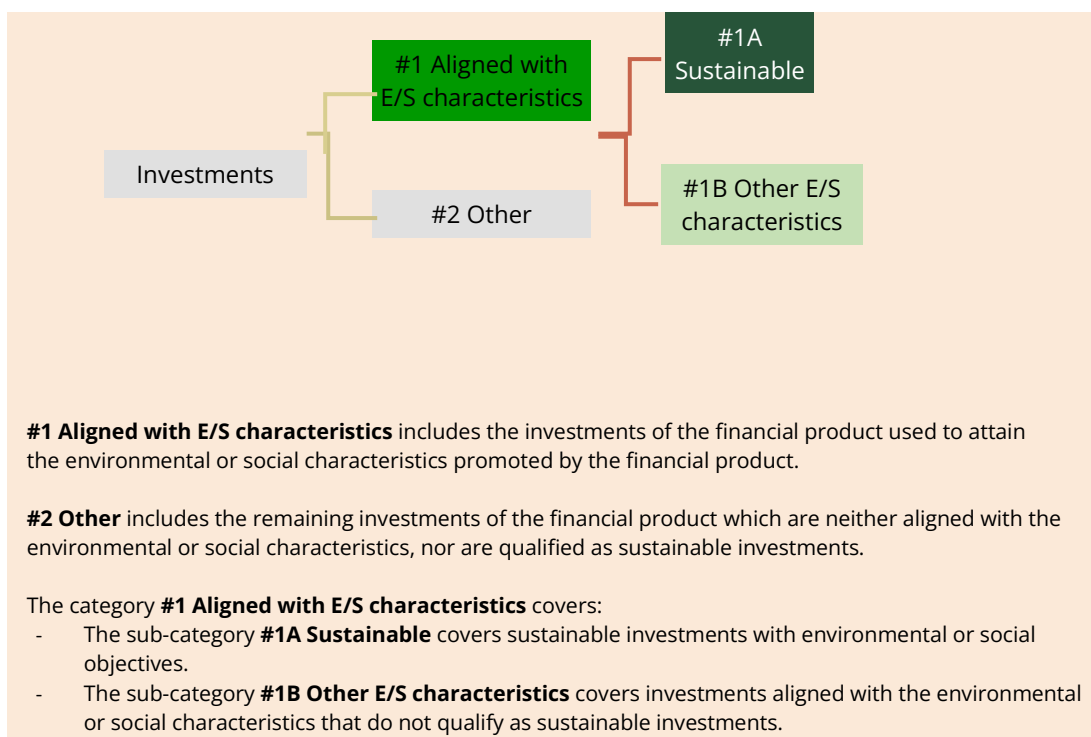 #1 Aligned with
E/S characteristics
#1A
Sustainable
Investments
#2 Other
#1B Other E/S
characteristics
#1 Aligned with E/S characteristics includes the investments of the financial product used to attain
the environmental or social characteristics promoted by the financial product.
#2 Other includes the remaining investments of the financial product which are neither aligned with the
environmental or social characteristics, nor are qualified as sustainable investments.
The category #1 Aligned with E/S characteristics covers:
- The sub-category #1A Sustainable covers sustainable investments with environmental or social
objectives.
- The sub-category #1B Other E/S characteristics covers investments aligned with the environmental
or social characteristics that do not qualify as sustainable investments.